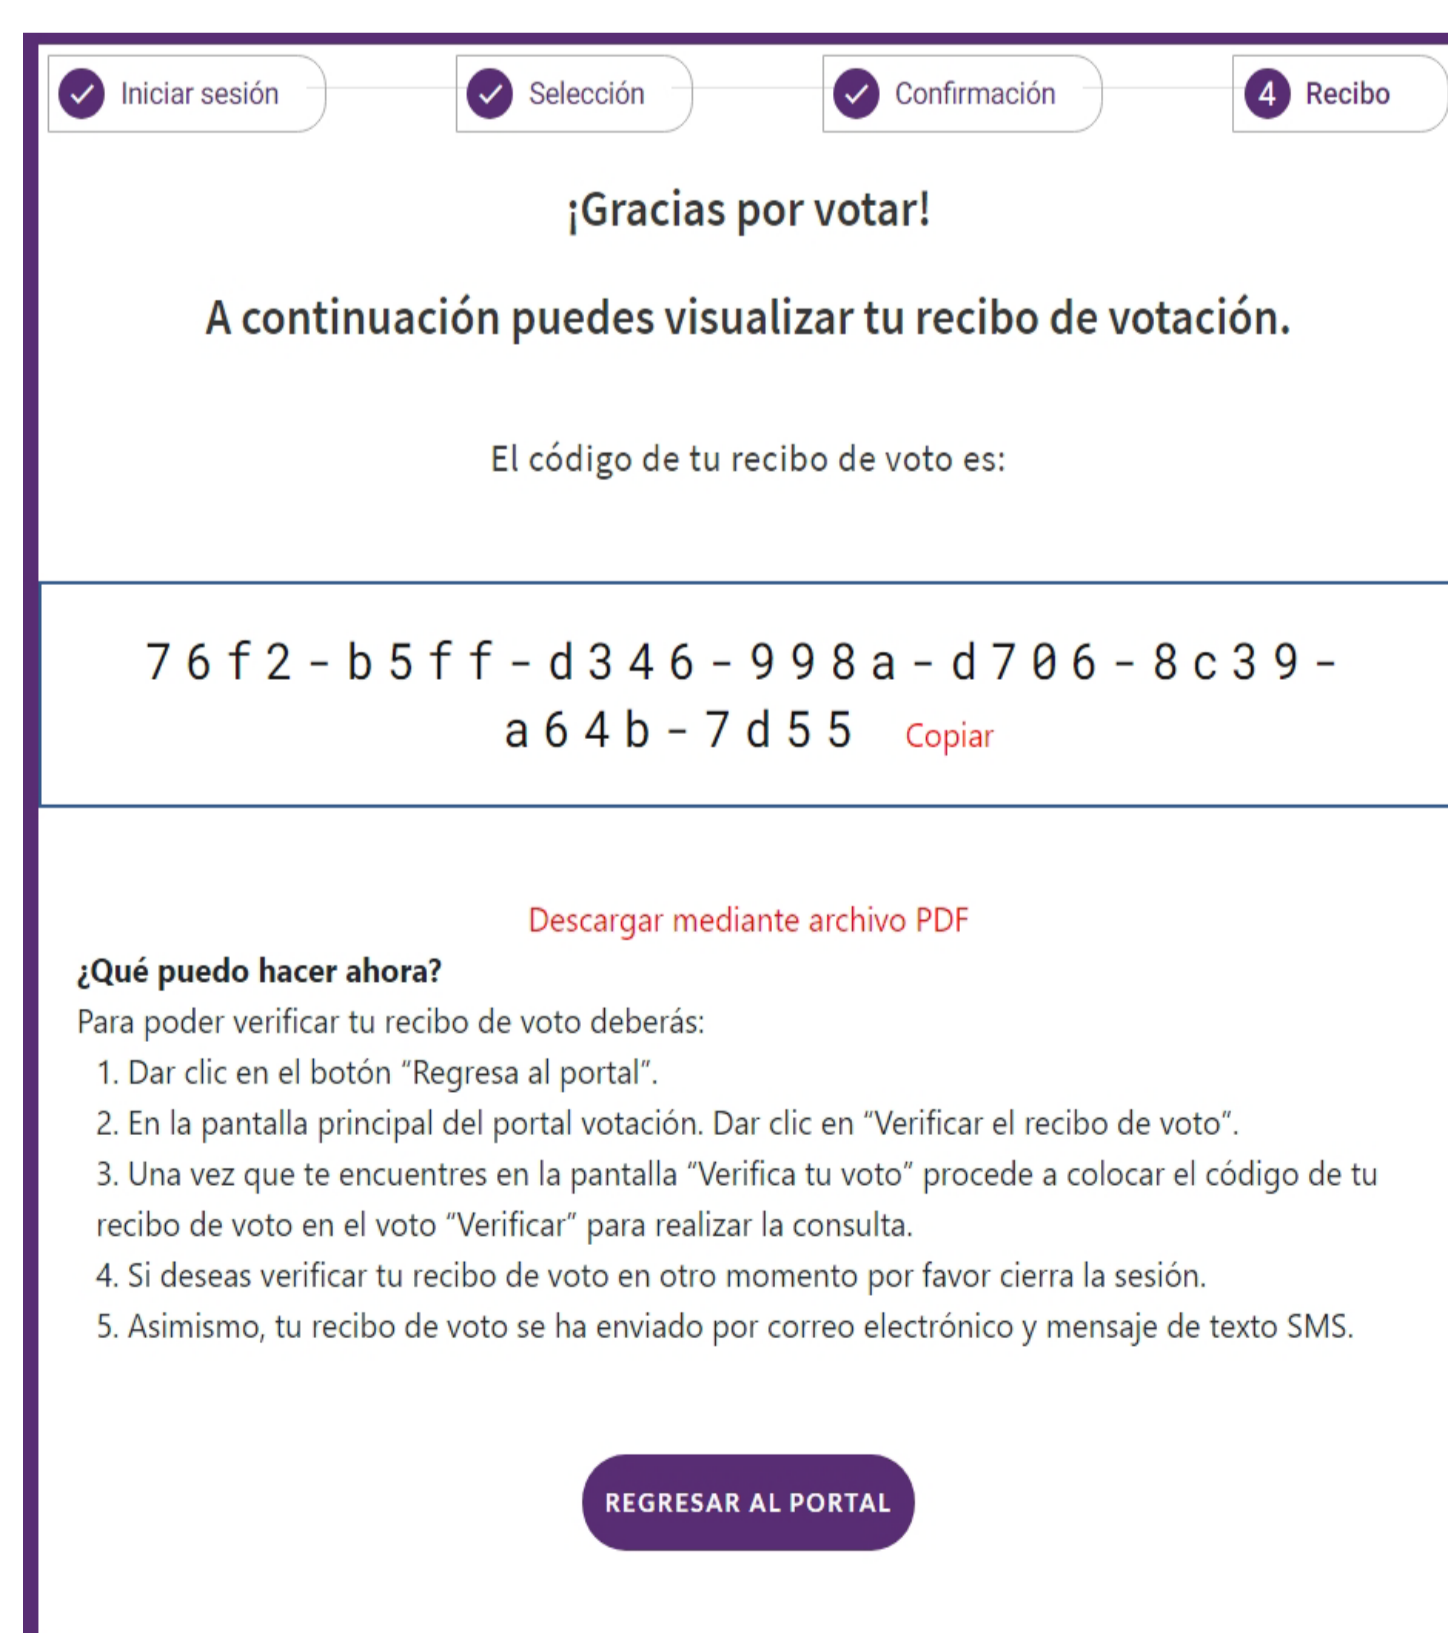 Iniciar sesión Selección Confirmación 4 Recibo
¡Gracias por votar!
A continuación puedes visualizar tu recibo de votación.
El código de tu recibo de voto es:
76f2-b5ff-d346-998a-d706-8c39-
a64b-7d55 Copiar
Descargar mediante archivo PDF
¿Qué puedo hacer ahora?
Para poder verificar tu recibo de voto deberás:
1. Dar clic en el botón “Regresa al portal”.
2. En la pantalla principal del portal votación. Dar clic en “Verificar el recibo de voto”.
3. Una vez que te encuentres en la pantalla “Verifica tu voto” procede a colocar el código de tu
recibo de voto en el voto “Verificar” para realizar la consulta.
4. Si deseas verificar tu recibo de voto en otro momento por favor cierra la sesión.
5. Asimismo, tu recibo de voto se ha enviado por correo electrónico y mensaje de texto SMS.
REGRESAR AL PORTAL